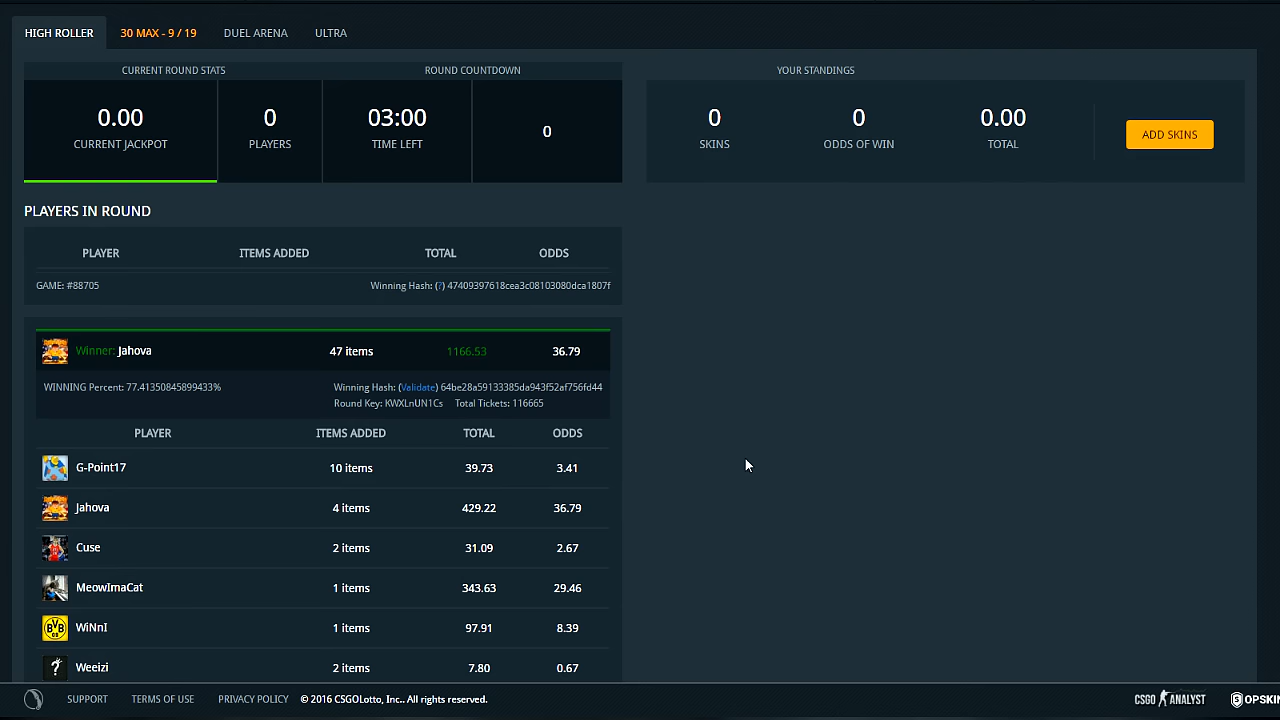 HIGH ROLLER 30 MAX - 9 / 19 DUEL ARENA ULTRA
CURRENT ROUND STATS ROUND COUNTDOWN YOUR STANDINGS
0.00 0 03:00 0 0 0 0.00
CURRENT JACKPOT PLAYERS TIME LEFT SKINS ODDS OF WIN TOTAL ADD SKINS
PLAYERS IN ROUND
PLAYER ITEMS ADDED TOTAL ODDS
GAME: #88705 Winning Hash: (?) 47409397618cea3c08103080dca1807f
Winner: Jahova 47 items 1166.53 36.79
WINNING Percent: 77.41350845899433% Winning Hash: (Validate) 64be28a59133385da943f52af756fd44
Round Key: KWXLnUN1Cs Total Tickets: 116665
PLAYER ITEMS ADDED TOTAL ODDS
G-Point17 10 items 39.73 3.41
Jahova 4 items 429.22 36.79
Cuse 2 items 31.09 2.67
MeowImaCat 1 items 343.63 29.46
BVB 09 WiNnI 1 items 97.91 8.39
? Weeizi 2 items 7.80 0.67
SUPPORT TERMS OF USE PRIVACY POLICY © 2016 CSGOLotto, Inc.. All rights reserved. CSGO ANALYST OPSKIN